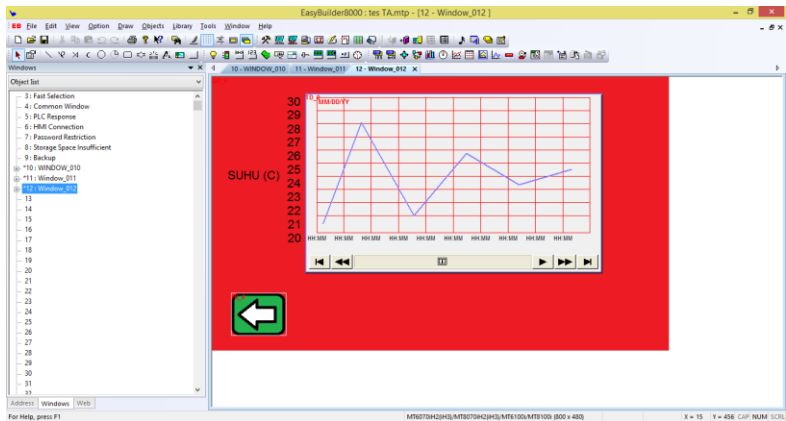 EasyBuilder8000 : tes TA.mtp - [12 - Window_012 ]
EB File Edit View Option Draw Objects Library Tools Window Help
Windows
10 - WINDOW_010 11 - Window_011 12 - Window_012
Object list
3 : Fast Selection
4 : Common Window
5 : PLC Response
6 : HMI Connection
7 : Password Restriction
8 : Storage Space Insufficient
9 : Backup
*10 : WINDOW_010
*11 : Window_011
*12 : Window_012
13
14
15
16
17
18
19
20
21
22
23
24
25
26
27
28
29
30
31
32
MM/DD/YY
30
29
28
27
26
25
24
23
22
21
20
SUHU (C)
HH:MM HH:MM HH:MM HH:MM HH:MM HH:MM HH:MM HH:MM HH:MM HH:MM
Address Windows Web
For Help, press F1
MT6070iH2(iH3)/MT8070iH2(iH3)/MT6100i/MT8100i (800 x 480)
X = 15 Y = 456 CAP NUM SCRL